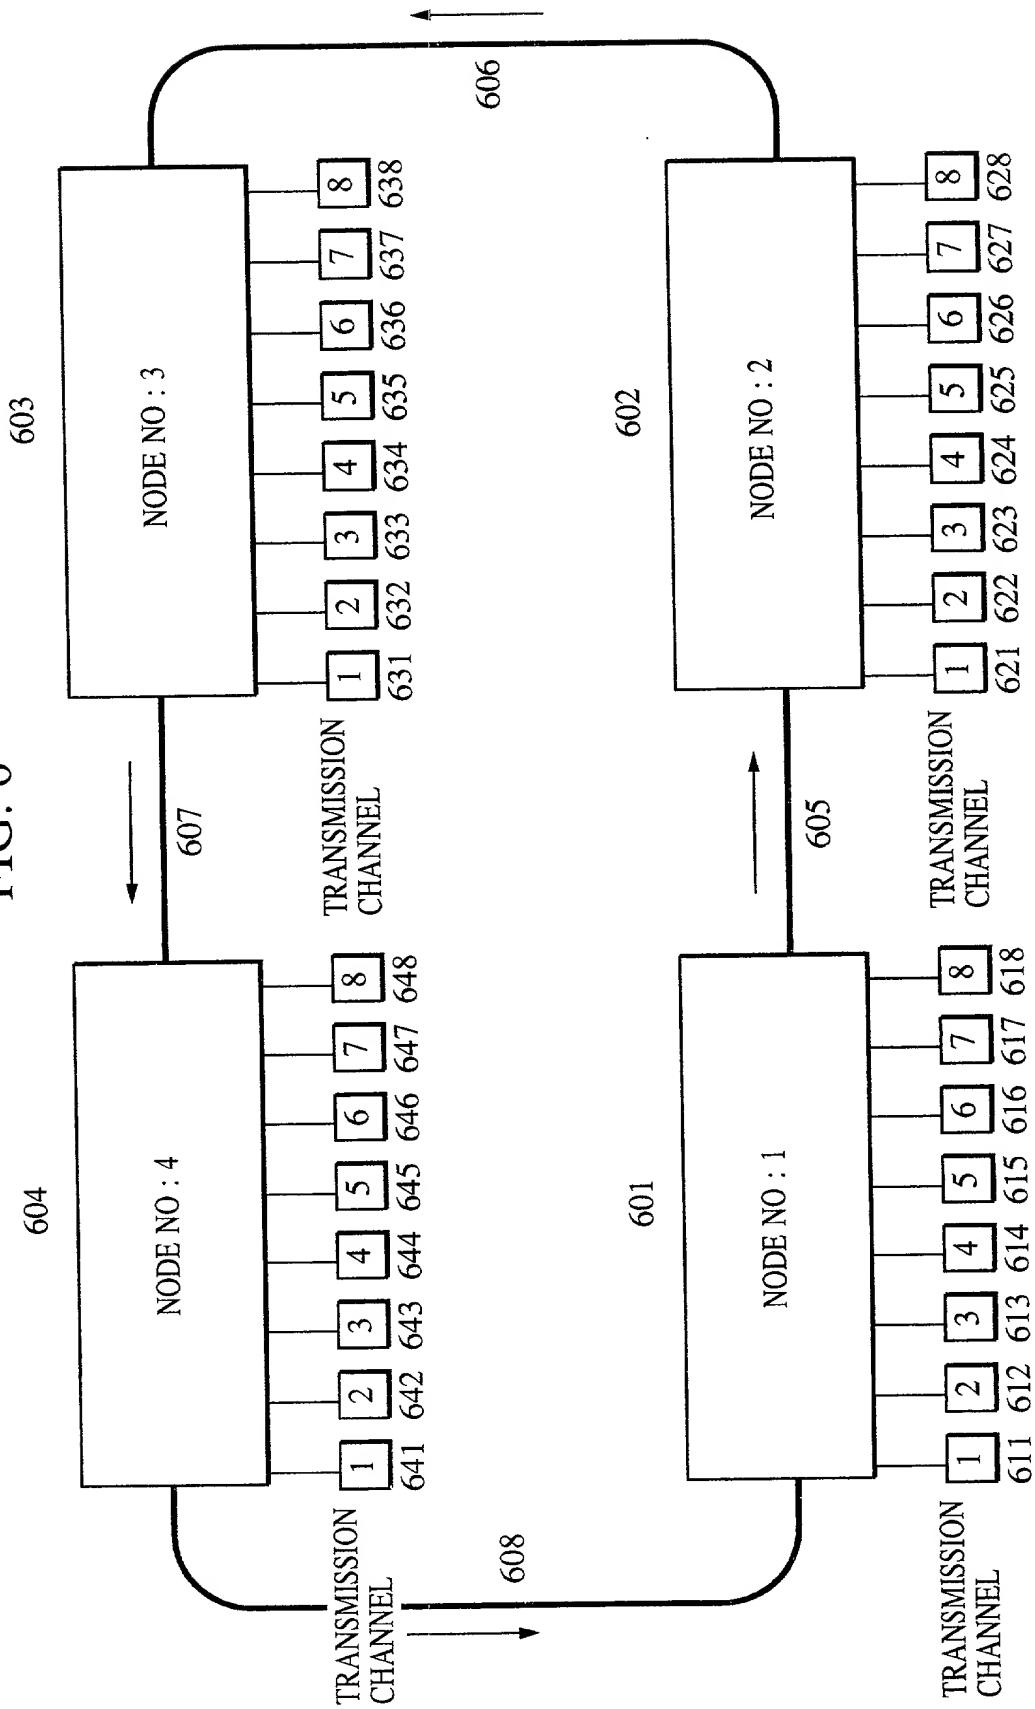 FIG.
604
603
NODE NO : 4
NODE NO : 3
607
TRANSMISSION
CHANNEL
1 2 3 4 5 6 7 8
641 642 643 644 645 646 647 648
TRANSMISSION
CHANNEL
1 2 3 4 5 6 7 8
631 632 633 634 635 636 637 638
608
606
601
602
NODE NO : 1
NODE NO : 2
605
TRANSMISSION
CHANNEL
1 2 3 4 5 6 7 8
611 612 613 614 615 616 617 618
TRANSMISSION
CHANNEL
1 2 3 4 5 6 7 8
621 622 623 624 625 626 627 628